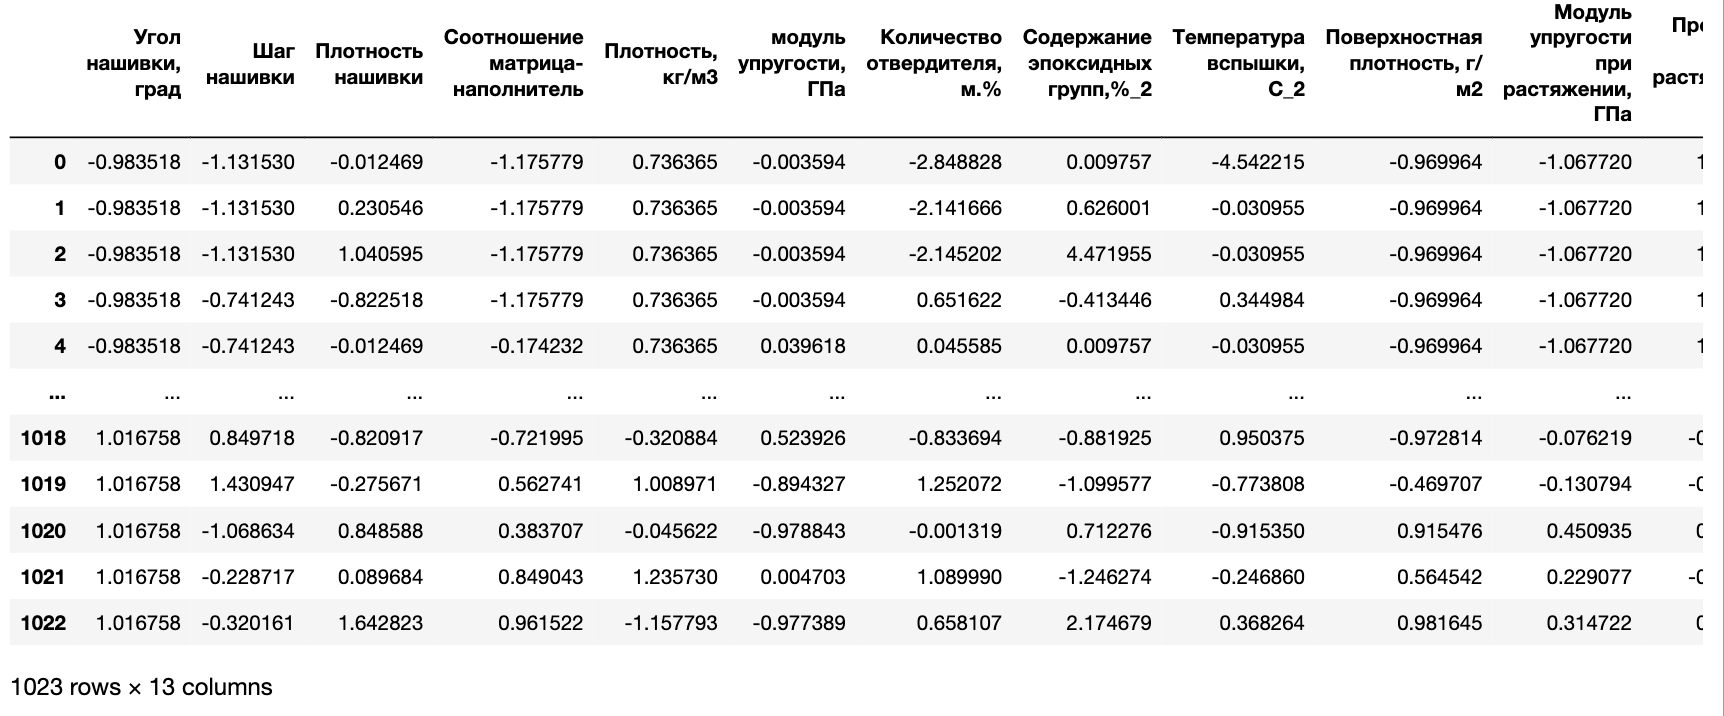 Угол нашивки, град Шаг нашивки Плотность нашивки Соотношение матрица-наполнитель Плотность, кг/м3 модуль упругости, ГПа Количество отвердителя, м.% Содержание эпоксидных групп,%_2 Температура вспышки, С_2 Поверхностная плотность, г/м2 Модуль упругости при растяжении, ГПа
0 -0.983518 -1.131530 -0.012469 -1.175779 0.736365 -0.003594 -2.848828 0.009757 -4.542215 -0.969964 -1.067720
1 -0.983518 -1.131530 0.230546 -1.175779 0.736365 -0.003594 -2.141666 0.626001 -0.030955 -0.969964 -1.067720
2 -0.983518 -1.131530 1.040595 -1.175779 0.736365 -0.003594 -2.145202 4.471955 -0.030955 -0.969964 -1.067720
3 -0.983518 -0.741243 -0.822518 -1.175779 0.736365 -0.003594 0.651622 -0.413446 0.344984 -0.969964 -1.067720
4 -0.983518 -0.741243 -0.012469 -0.174232 0.736365 0.039618 0.045585 0.009757 -0.030955 -0.969964 -1.067720
... ... ... ... ... ... ... ... ... ... ... ...
1018 1.016758 0.849718 -0.820917 -0.721995 -0.320884 0.523926 -0.833694 -0.881925 0.950375 -0.972814 -0.076219
1019 1.016758 1.430947 -0.275671 0.562741 1.008971 -0.894327 1.252072 -1.099577 -0.773808 -0.469707 -0.130794
1020 1.016758 -1.068634 0.848588 0.383707 -0.045622 -0.978843 -0.001319 0.712276 -0.915350 0.915476 0.450935
1021 1.016758 -0.228717 0.089684 0.849043 1.235730 0.004703 1.089990 -1.246274 -0.246860 0.564542 0.229077
1022 1.016758 -0.320161 1.642823 0.961522 -1.157793 -0.977389 0.658107 2.174679 0.368264 0.981645 0.314722
1023 rows × 13 columns